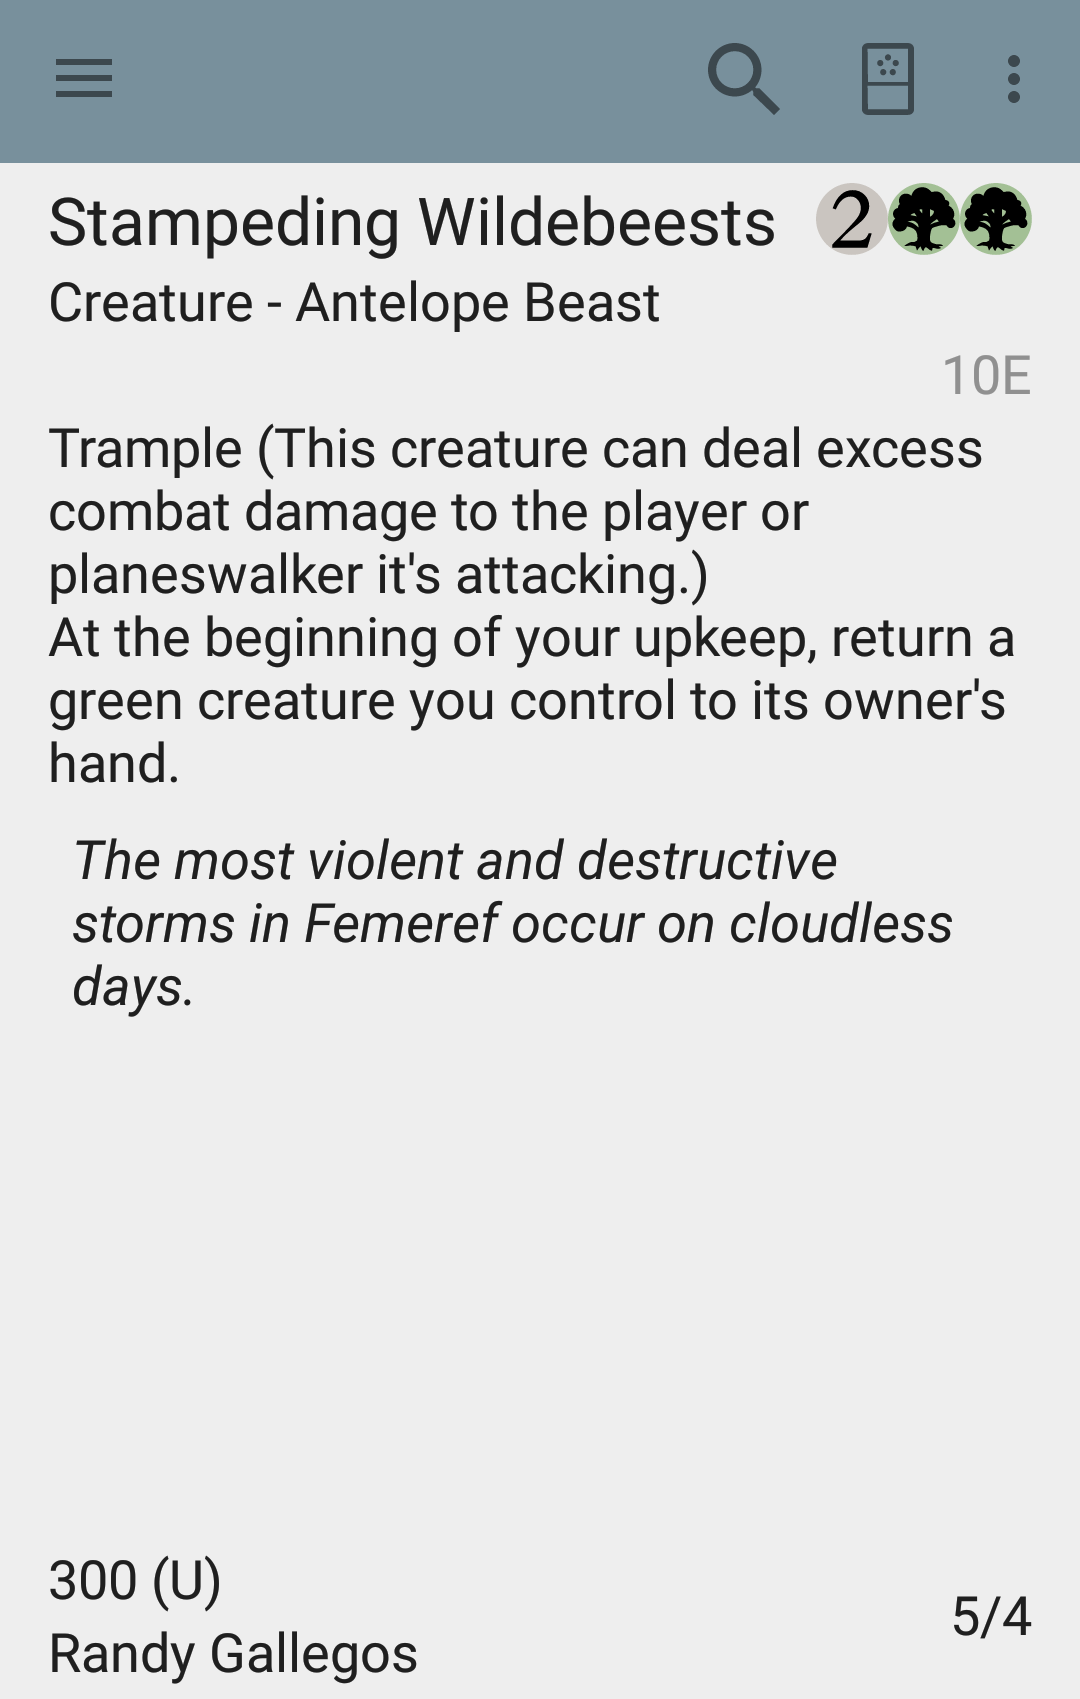 Stampeding Wildebeests 2
Creature - Antelope Beast
10E
Trample (This creature can deal excess
combat damage to the player or
planeswalker it's attacking.)
At the beginning of your upkeep, return a
green creature you control to its owner's
hand.
The most violent and destructive
storms in Femeref occur on cloudless
days.
300 (U)
5/4
Randy Gallegos